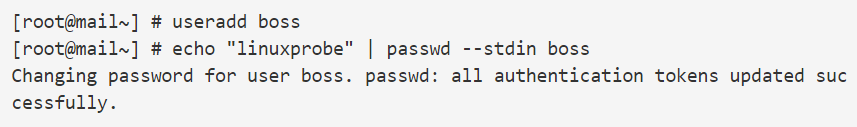 [root@mail~] # useradd boss
[root@mail~] # echo "linuxprobe" | passwd --stdin boss
Changing password for user boss. passwd: all authentication tokens updated suc
cessfully.